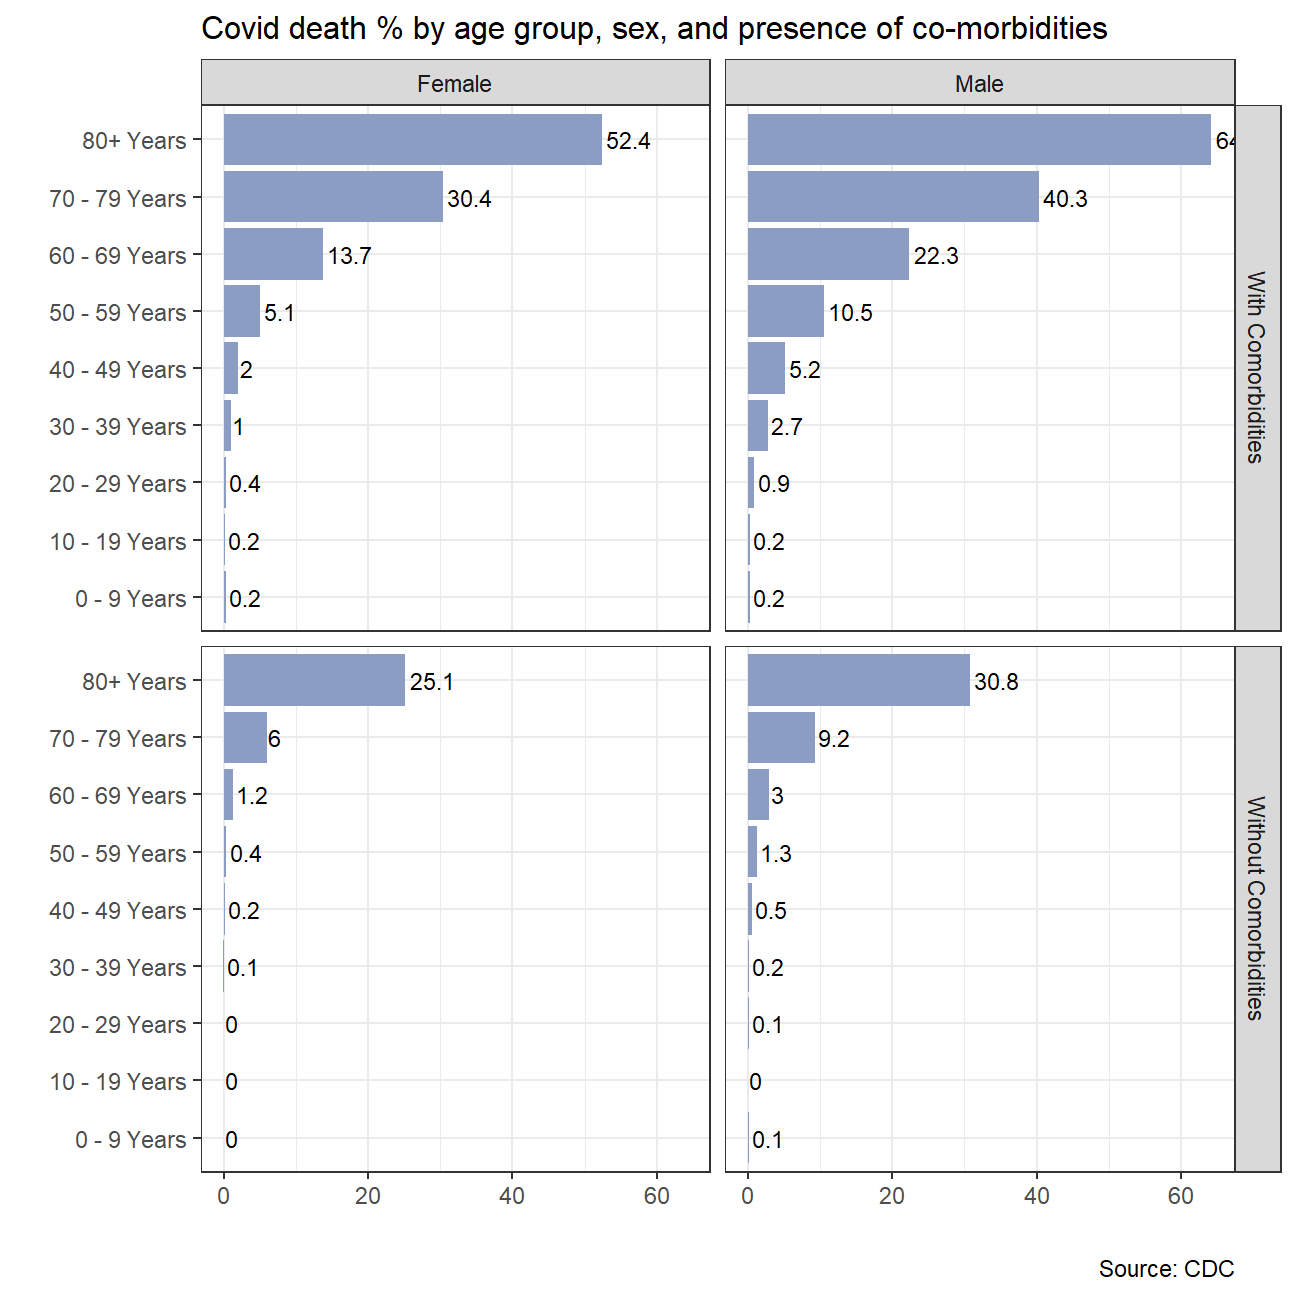 Covid death % by age group, sex, and presence of co-morbidities
Female
Male
With Comorbidities
80+ Years 52.4 64
70 - 79 Years 30.4 40.3
60 - 69 Years 13.7 22.3
50 - 59 Years 5.1 10.5
40 - 49 Years 2 5.2
30 - 39 Years 1 2.7
20 - 29 Years 0.4 0.9
10 - 19 Years 0.2 0.2
0 - 9 Years 0.2 0.2
Without Comorbidities
80+ Years 25.1 30.8
70 - 79 Years 6 9.2
60 - 69 Years 1.2 3
50 - 59 Years 0.4 1.3
40 - 49 Years 0.2 0.5
30 - 39 Years 0.1 0.2
20 - 29 Years 0 0.1
10 - 19 Years 0 0
0 - 9 Years 0 0.1
0 20 40 60 0 20 40 60
Source: CDC